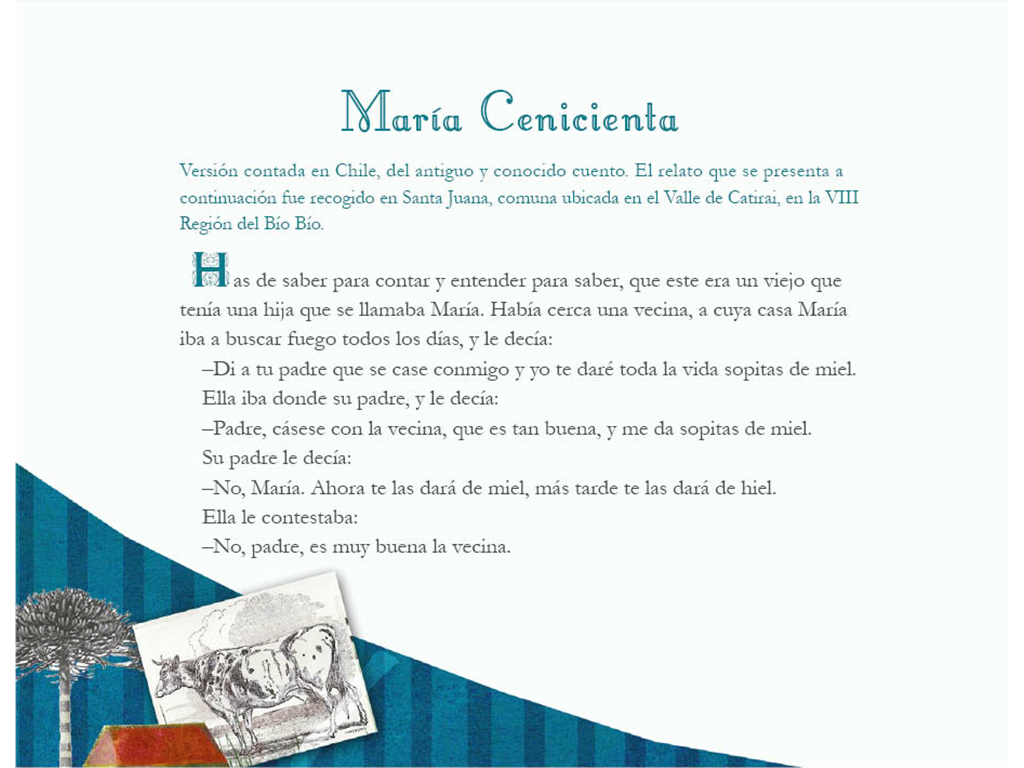 María Cenicienta
Versión contada en Chile, del antiguo y conocido cuento. El relato que se presenta a
continuación fue recogido en Santa Juana, comuna ubicada en el Valle de Catirai, en la VIII
Región del Bío Bío.
Has de saber para contar y entender para saber, que este era un viejo que
tenía una hija que se llamaba María. Había cerca una vecina, a cuya casa María
iba a buscar fuego todos los días, y le decía:
–Di a tu padre que se case conmigo y yo te daré toda la vida sopitas de miel.
Ella iba donde su padre, y le decía:
–Padre, cásese con la vecina, que es tan buena, y me da sopitas de miel.
Su padre le decía:
–No, María. Ahora te las dará de miel, más tarde te las dará de hiel.
Ella le contestaba:
–No, padre, es muy buena la vecina.